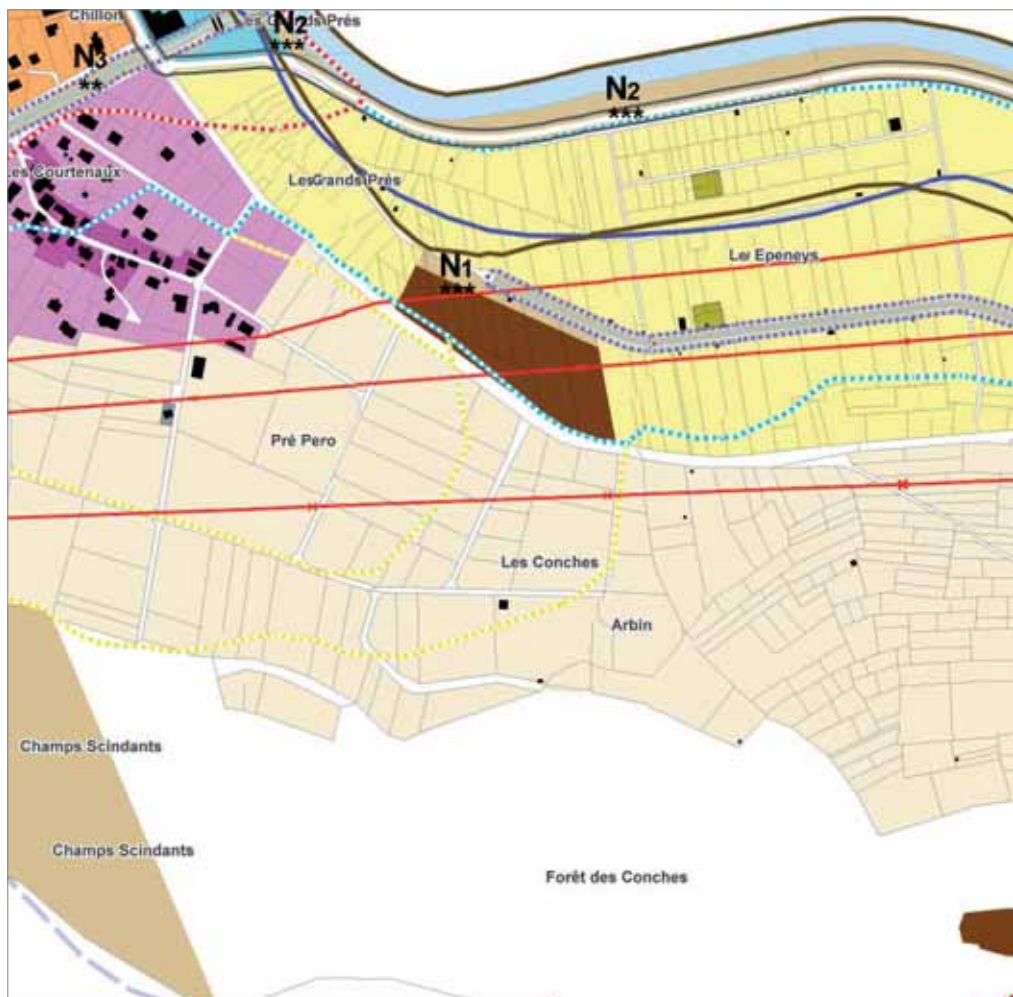 Chillon
Les Grands Prés
N2
***
N3
**
N2
***
Les Courtenaux
Les Grands Prés
Le Epeneys
N1
***
Pré Pero
Les Conches
Arbin
Champs Scindants
Champs Scindants
Forêt des Conches